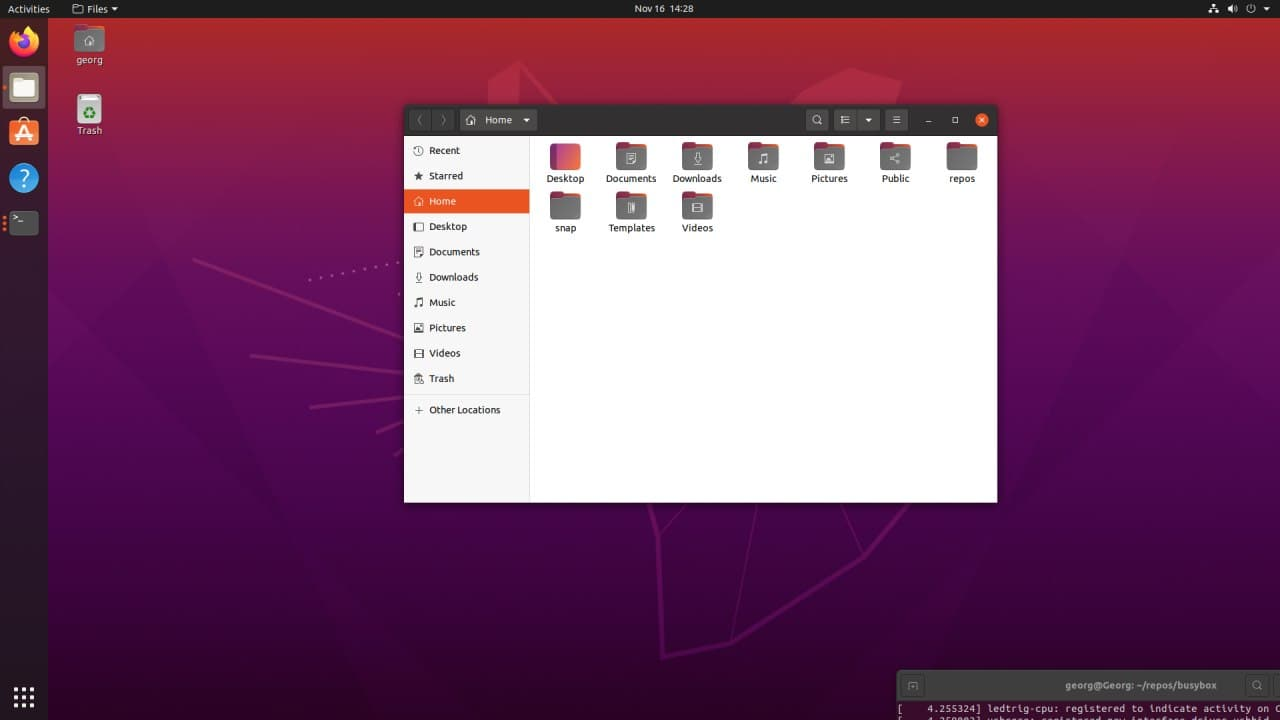 Activities Files Nov 16 14:28
georg
Trash
Home
Recent
Starred
Home
Desktop
Documents
Downloads
Music
Pictures
Videos
Trash
Other Locations
Desktop Documents Downloads Music Pictures Public repos
snap Templates Videos
georg@Georg: ~/repos/busybox
[ 4.255324] ledtrig-cpu: registered to indicate activity on